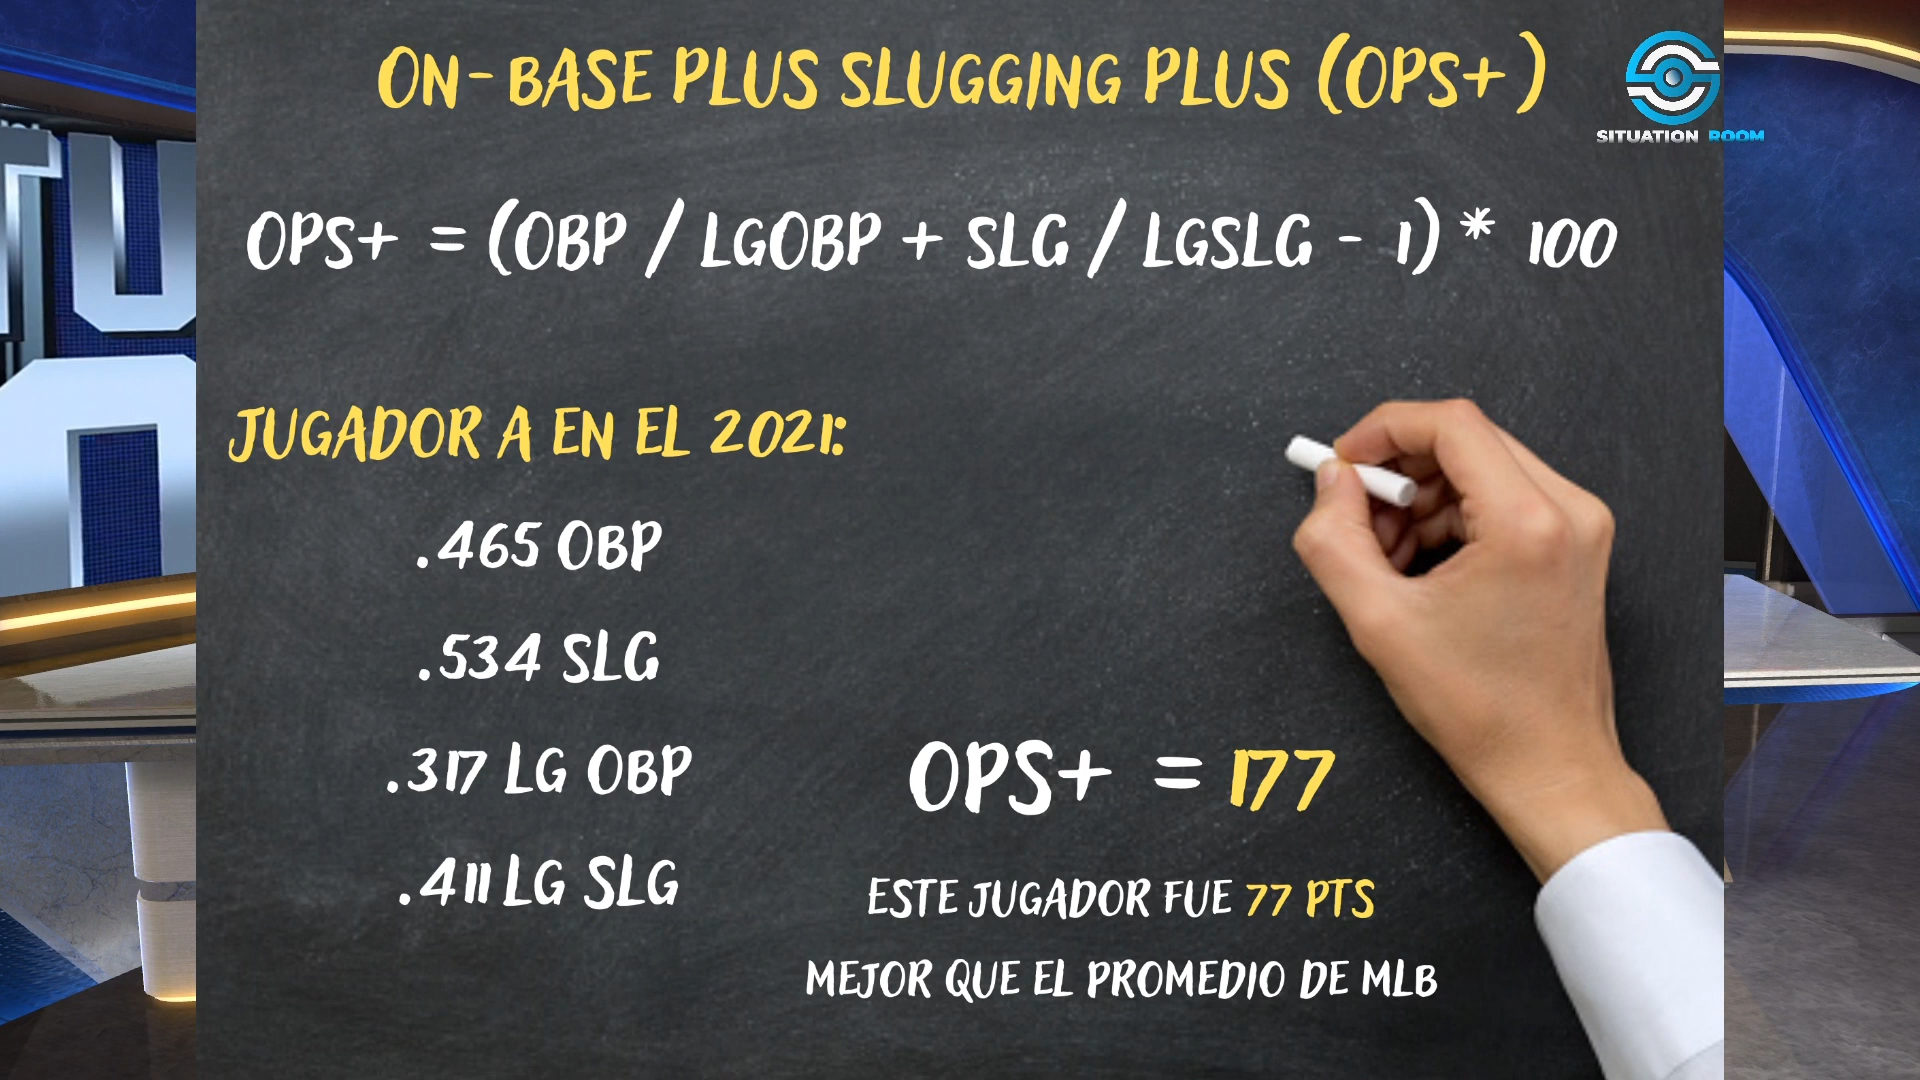 ON-BASE PLUS SLUGGING PLUS (OPS+)
SITUATION ROOM
TU
OPS+ = (OBP / LGOBP + SLG / LGSLG - 1) * 100
JUGADOR A EN EL 2021:
.465 OBP
.534 SLG
.317 LG OBP
.411 LG SLG
OPS+ = 177
ESTE JUGADOR FUE 77 PTS
MEJOR QUE EL PROMEDIO DE MLB